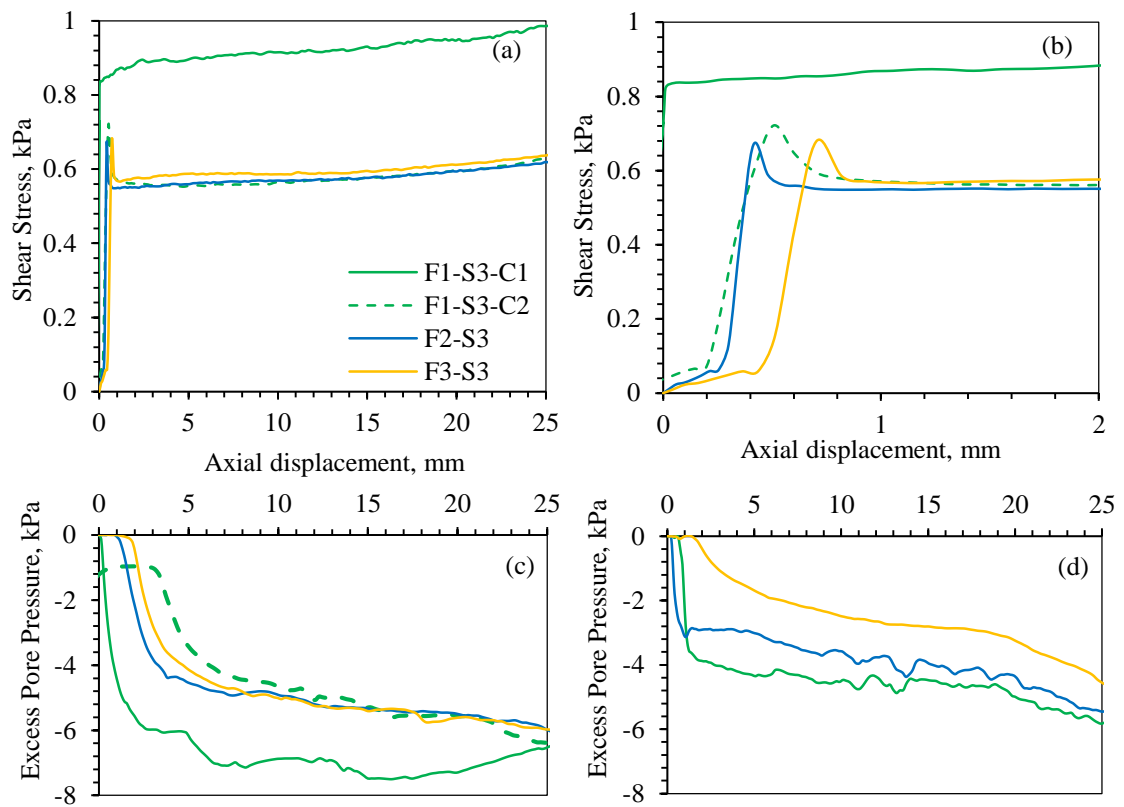 1
0.8
0.6
0.4
0.2
0
Shear Stress, kPa
(a)
F1-S3-C1
F1-S3-C2
F2-S3
F3-S3
0 5 10 15 20 25
Axial displacement, mm
1
0.8
0.6
0.4
0.2
0
Shear Stress, kPa
(b)
0 1 2
Axial displacement, mm
0 5 10 15 20 25
0
-2
-4
-6
-8
Excess Pore Pressure, kPa
(c)
0 5 10 15 20 25
0
-2
-4
-6
-8
Excess Pore Pressure, kPa
(d)